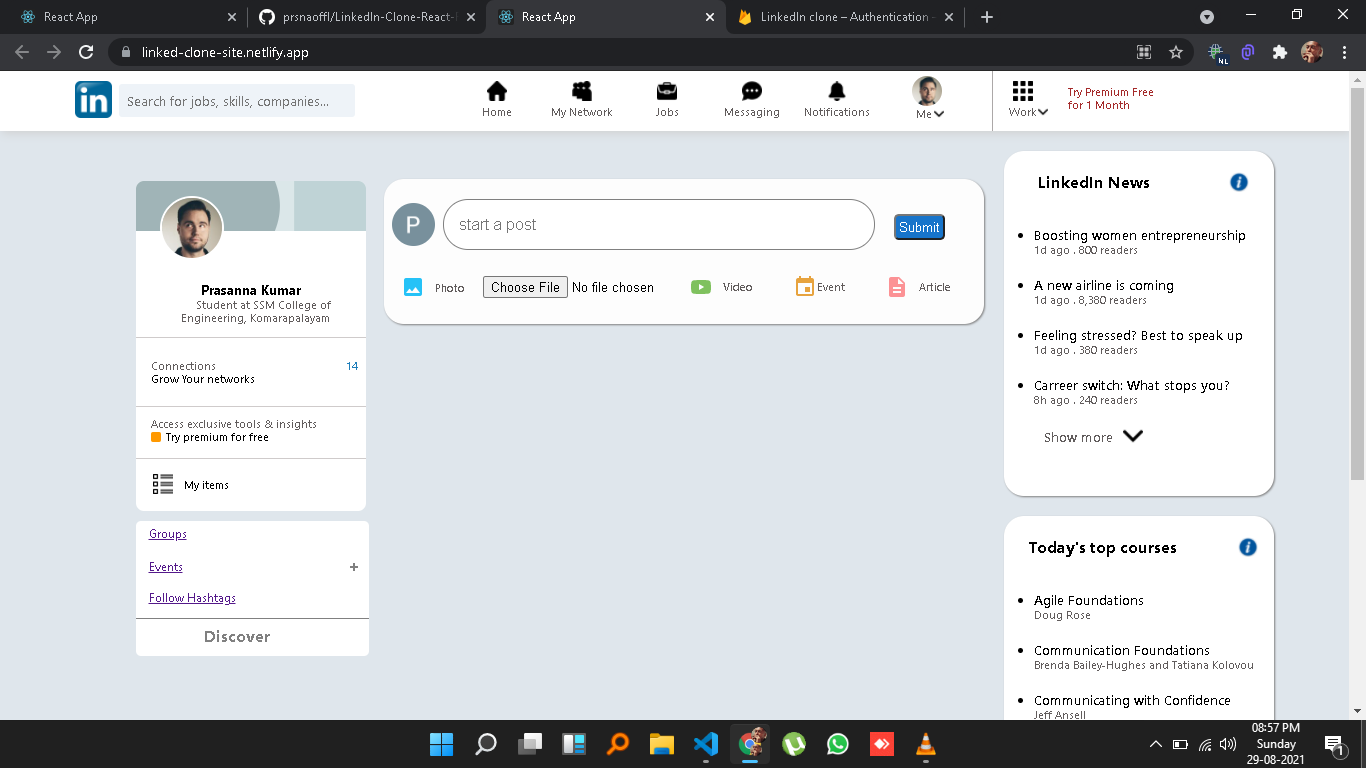 React App
prsnaoffl/LinkedIn-Clone-React-
React App
LinkedIn clone – Authentication –
linked-clone-site.netlify.app
NL
in
Search for jobs, skills, companies...
Home
My Network
Jobs
Messaging
Notifications
Me
Work
Try Premium Free
for 1 Month
Prasanna Kumar
Student at SSM College of
Engineering, Komarapalayam
Connections 14
Grow Your networks
Access exclusive tools & insights
Try premium for free
My items
Groups
Events +
Follow Hashtags
Discover
P
start a post
Submit
Photo
Choose File No file chosen
Video
Event
Article
LinkedIn News
Boosting women entrepreneurship
1d ago . 800 readers
A new airline is coming
1d ago . 8,380 readers
Feeling stressed? Best to speak up
1d ago . 380 readers
Carreer switch: What stops you?
8h ago . 240 readers
Show more
Today's top courses
Agile Foundations
Doug Rose
Communication Foundations
Brenda Bailey-Hughes and Tatiana Kolovou
Communicating with Confidence
Jeff Ansell
08:57 PM
Sunday
29-08-2021
1